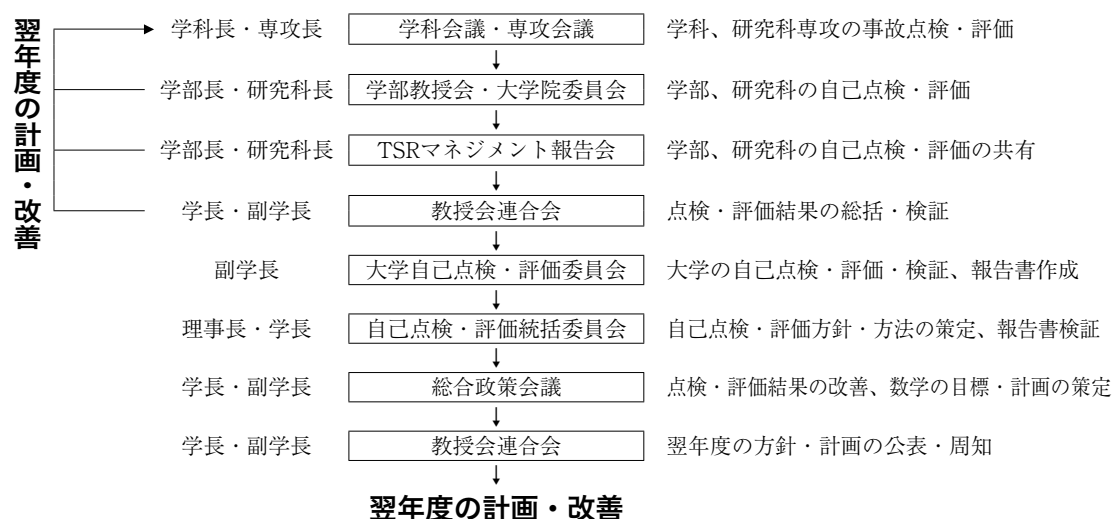 翌年度の計画・改善
学科長・専攻長 学科会議・専攻会議 学科、研究科専攻の事故点検・評価
学部長・研究科長 学部教授会・大学院委員会 学部、研究科の自己点検・評価
学部長・研究科長 TSRマネジメント報告会 学部、研究科の自己点検・評価の共有
学長・副学長 教授会連合会 点検・評価結果の総括・検証
副学長 大学自己点検・評価委員会 大学の自己点検・評価・検証、報告書作成
理事長・学長 自己点検・評価統括委員会 自己点検・評価方針・方法の策定、報告書検証
学長・副学長 総合政策会議 点検・評価結果の改善、数学の目標・計画の策定
学長・副学長 教授会連合会 翌年度の方針・計画の公表・周知
翌年度の計画・改善